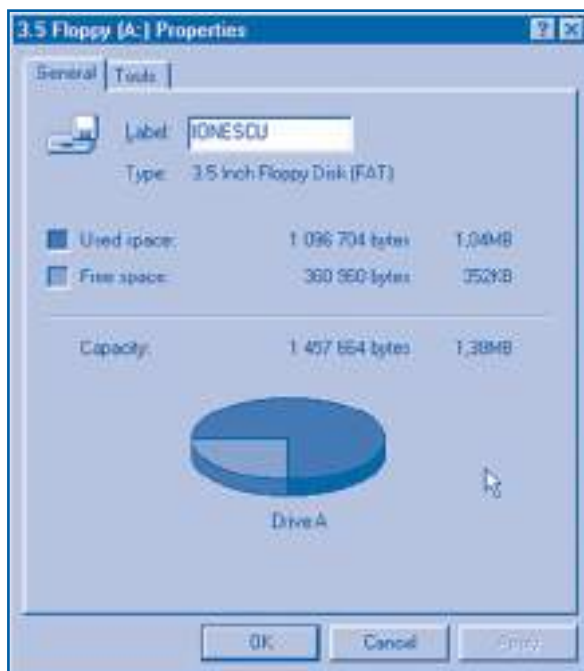 3.5 Floppy (A:) Properties
General Tools
Label: IONESCU
Type: 3.5 Inch Floppy Disk (FAT)
Used space: 1 096 704 bytes 1,04MB
Free space: 360 960 bytes 352KB
Capacity: 1 457 664 bytes 1,38MB
Drive A
OK Cancel Apply